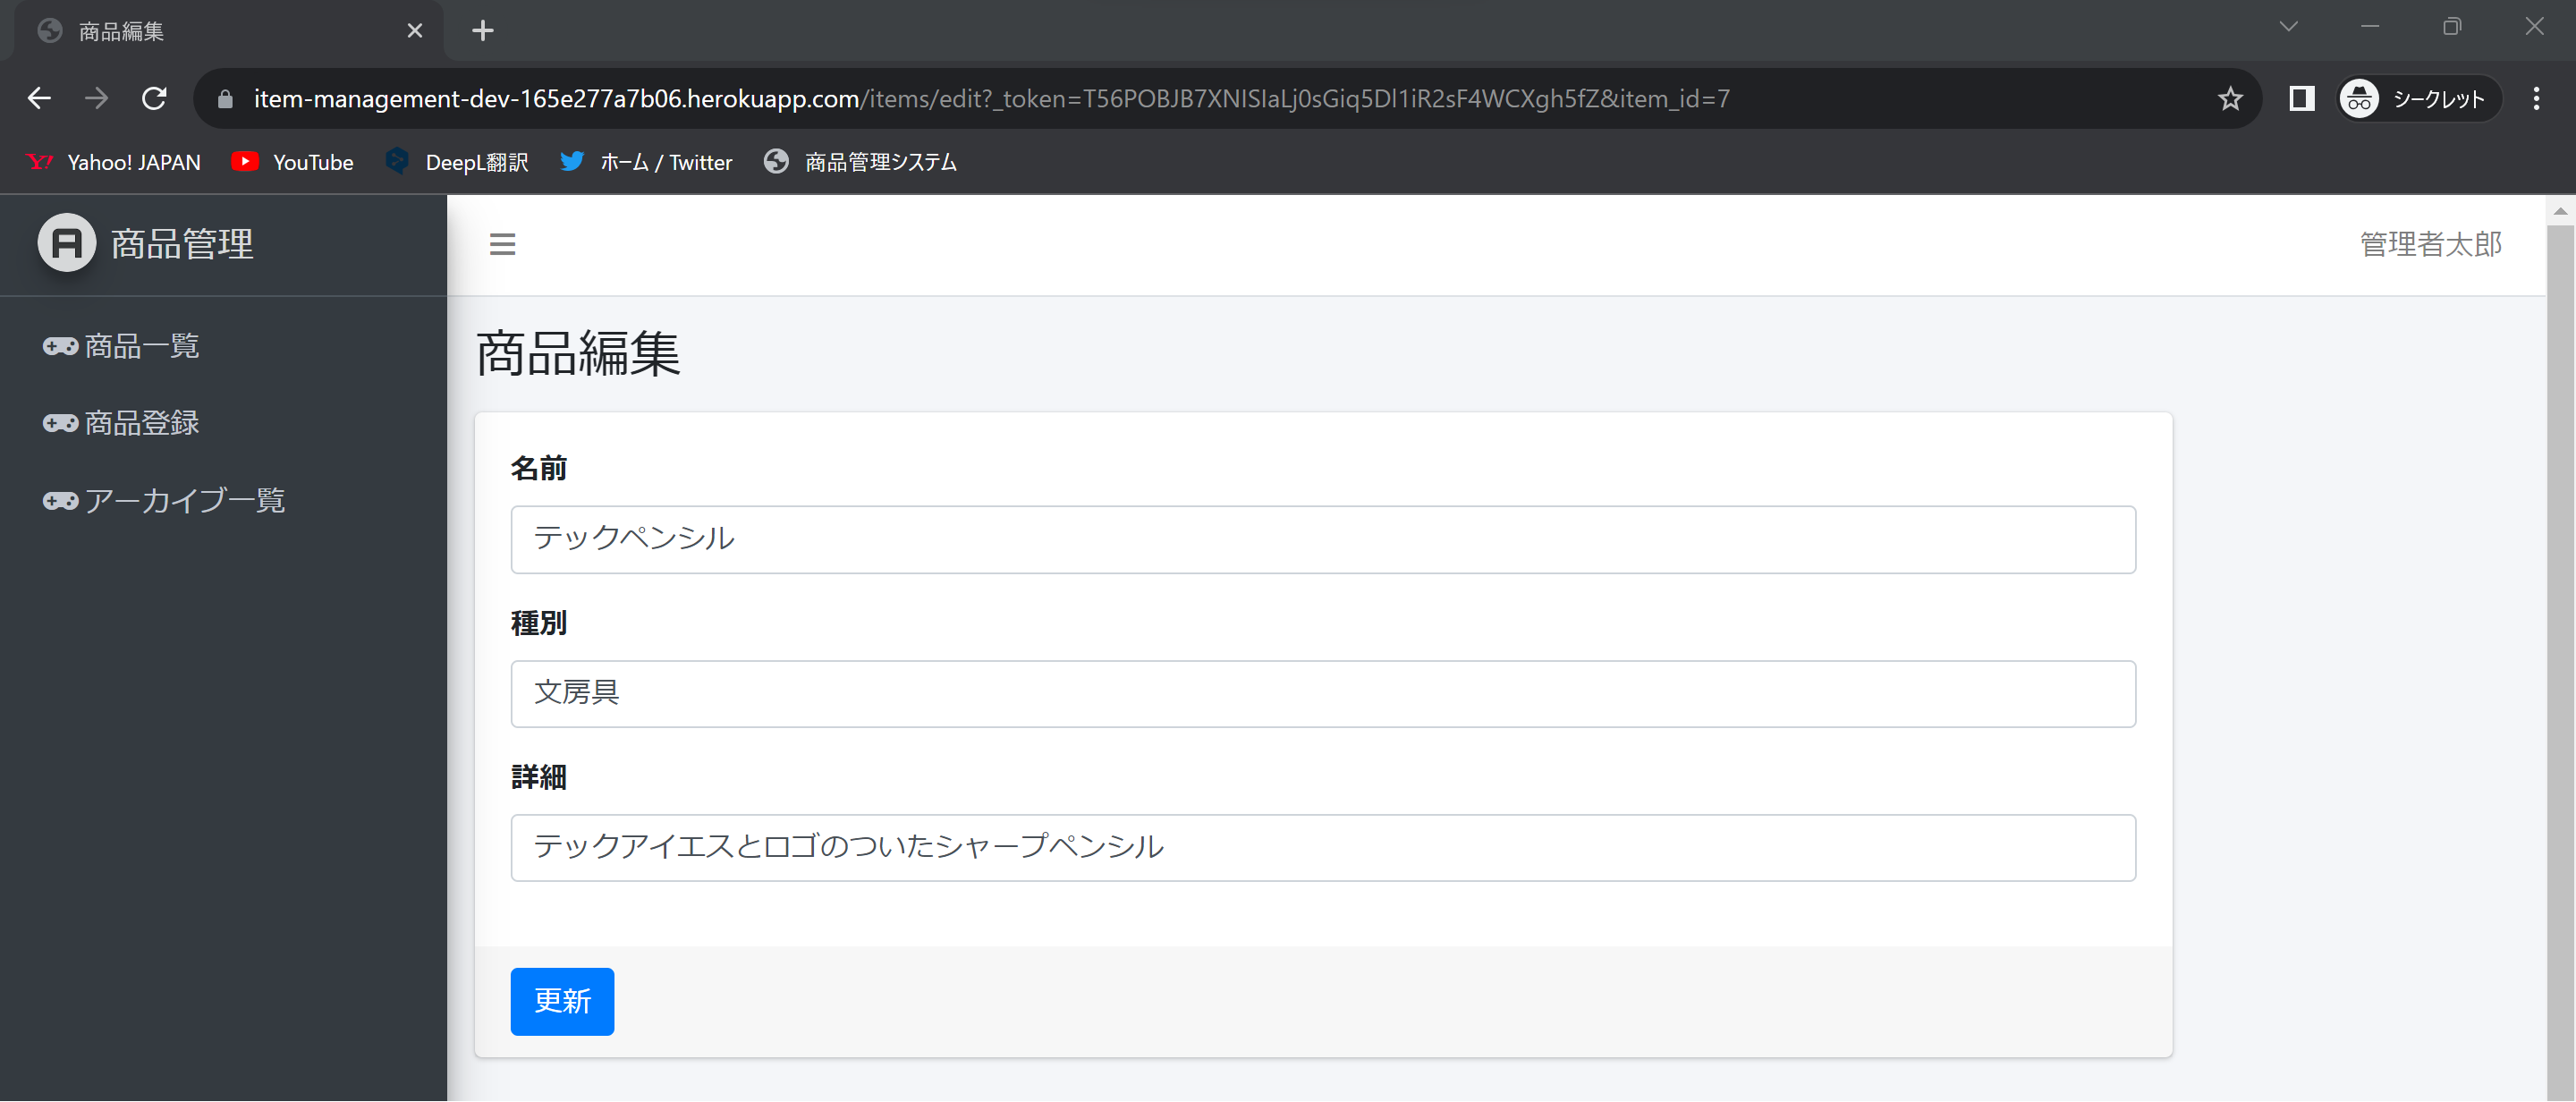 商品編集
item-management-dev-165e277a7b06.herokuapp.com/items/edit?_token=T56POBJB7XNISIaLj0sGiq5Dl1iR2sF4WCXgh5fZ&item_id=7
シークレット
Yahoo! JAPAN
YouTube
DeepL翻訳
ホーム / Twitter
商品管理システム
商品管理
管理者太郎
商品一覧
商品登録
アーカイブ一覧
商品編集
名前
テックペンシル
種別
文房具
詳細
テックアイエスとロゴのついたシャープペンシル
更新